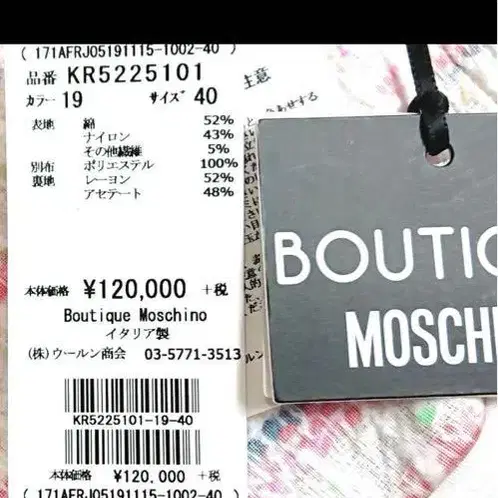 ( 171AFRJ05191115-1002-40 )
品番 KR5225101
カラー 19 サイズ 40
表地 綿 52%
ナイロン 43%
その他繊維 5%
別布 ポリエステル 100%
裏地 レーヨン 52%
アセテート 48%
本体価格 ¥120,000 +税
Boutique Moschino
イタリア製
(株)ウールン商会 03-5771-3513
KR5225101-19-40
本体価格 ¥120,000 +税
( 171AFRJ05191115-1002-40 )
注意
BOUTIQ
MOSCHI